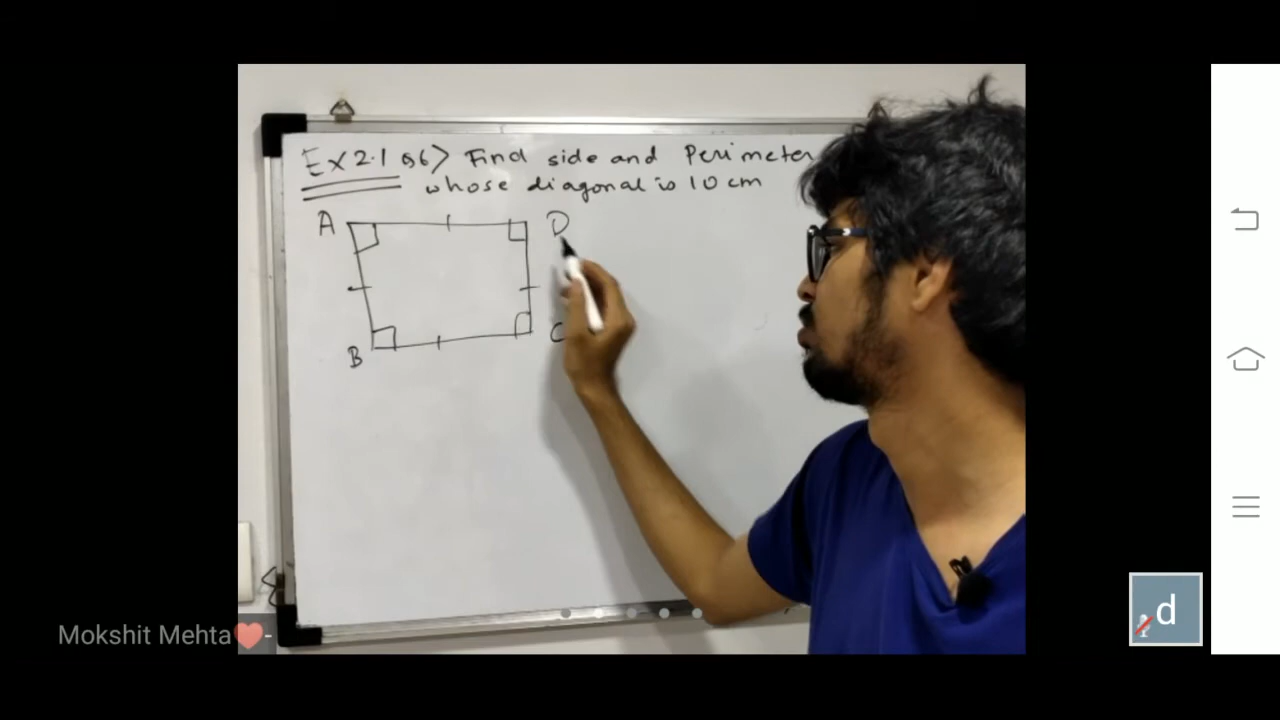 Ex 2.1 Q6> Find side and Perimeter
whose diagonal is 10 cm
A D
B C
Mokshit Mehta❤️-
d